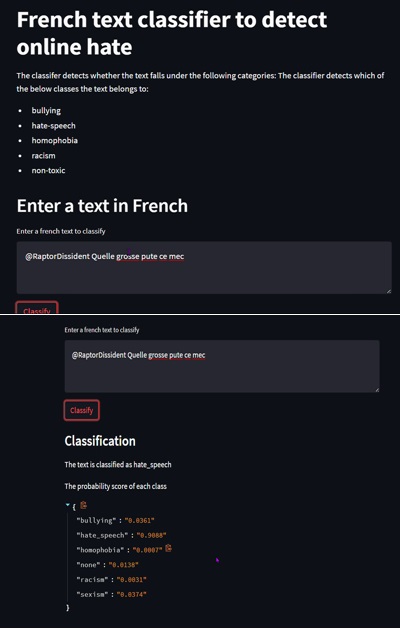 French text classifier to detect
online hate
The classifer detects whether the text falls under the following categories: The classifier detects which of
the below classes the text belongs to:
• bullying
• hate-speech
• homophobia
• racism
• non-toxic
Enter a text in French
Enter a french text to classify
@RaptorDissident Quelle grosse pute ce mec
Classify
Enter a french text to classify
@RaptorDissident Quelle grosse pute ce mec
Classify
Classification
The text is classified as hate_speech
The probability score of each class
{
"bullying" : "0.0361"
"hate_speech" : "0.9088"
"homophobia" : "0.0007"
"none" : "0.0138"
"racism" : "0.0031"
"sexism" : "0.0374"
}